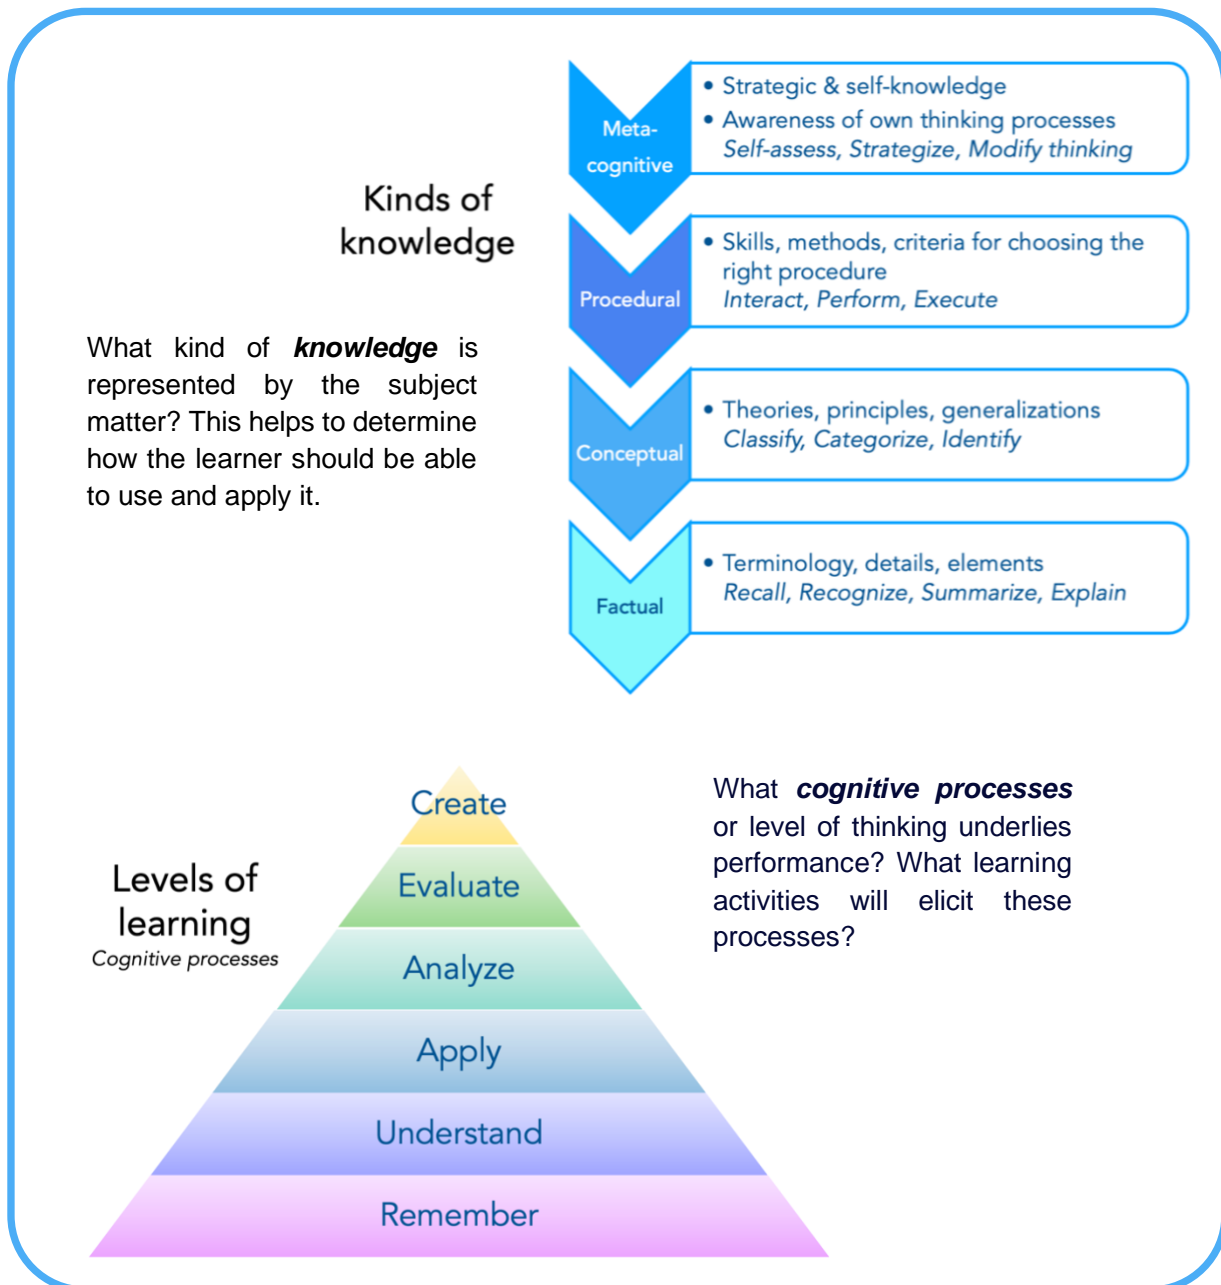 Kinds of
knowledge
What kind of knowledge is
represented by the subject
matter? This helps to determine
how the learner should be able
to use and apply it.
Meta-
cognitive
• Strategic & self-knowledge
• Awareness of own thinking processes
Self-assess, Strategize, Modify thinking
Procedural
• Skills, methods, criteria for choosing the
right procedure
Interact, Perform, Execute
Conceptual
• Theories, principles, generalizations
Classify, Categorize, Identify
Factual
• Terminology, details, elements
Recall, Recognize, Summarize, Explain
Levels of
learning
Cognitive processes
Create
Evaluate
Analyze
Apply
Understand
Remember
What cognitive processes
or level of thinking underlies
performance? What learning
activities will elicit these
processes?